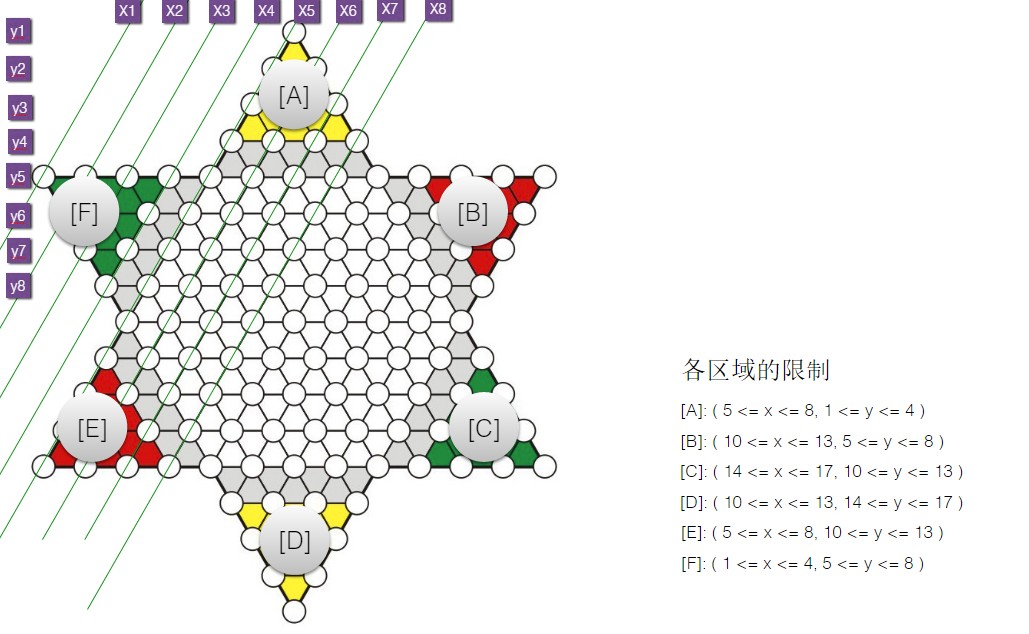 X1 X2 X3 X4 X5 X6 X7 X8
y1
y2
y3
y4
y5
y6
y7
y8
[A]
[F]
[B]
[E]
[C]
[D]
各区域的限制
[A]: ( 5 <= x <= 8, 1 <= y <= 4 )
[B]: ( 10 <= x <= 13, 5 <= y <= 8 )
[C]: ( 14 <= x <= 17, 10 <= y <= 13 )
[D]: ( 10 <= x <= 13, 14 <= y <= 17 )
[E]: ( 5 <= x <= 8, 10 <= y <= 13 )
[F]: ( 1 <= x <= 4, 5 <= y <= 8 )